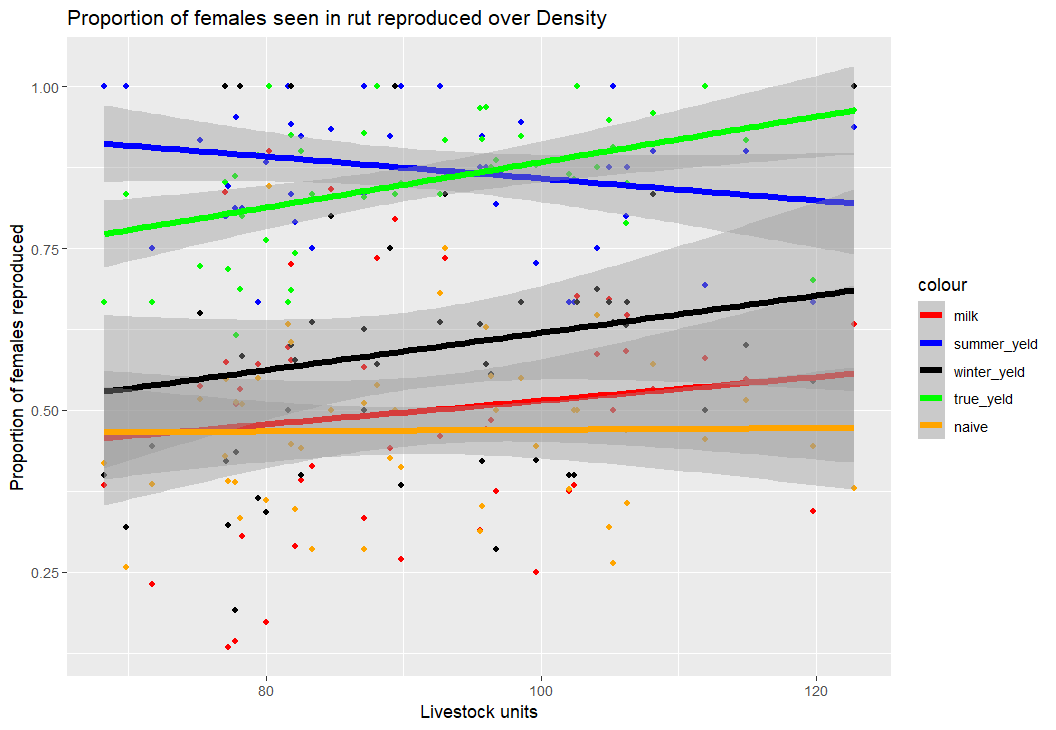 Proportion of females seen in rut reproduced over Density
Proportion of females reproduced
1.00
0.75
0.50
0.25
80
100
120
Livestock units
colour
milk
summer_yeld
winter_yeld
true_yeld
naive